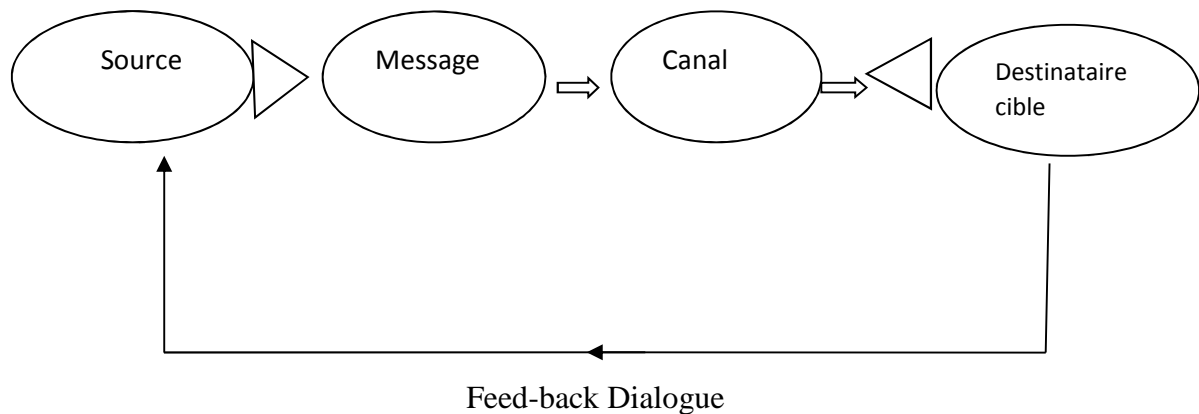 Source
Message
Canal
Destinataire
cible
Feed-back Dialogue